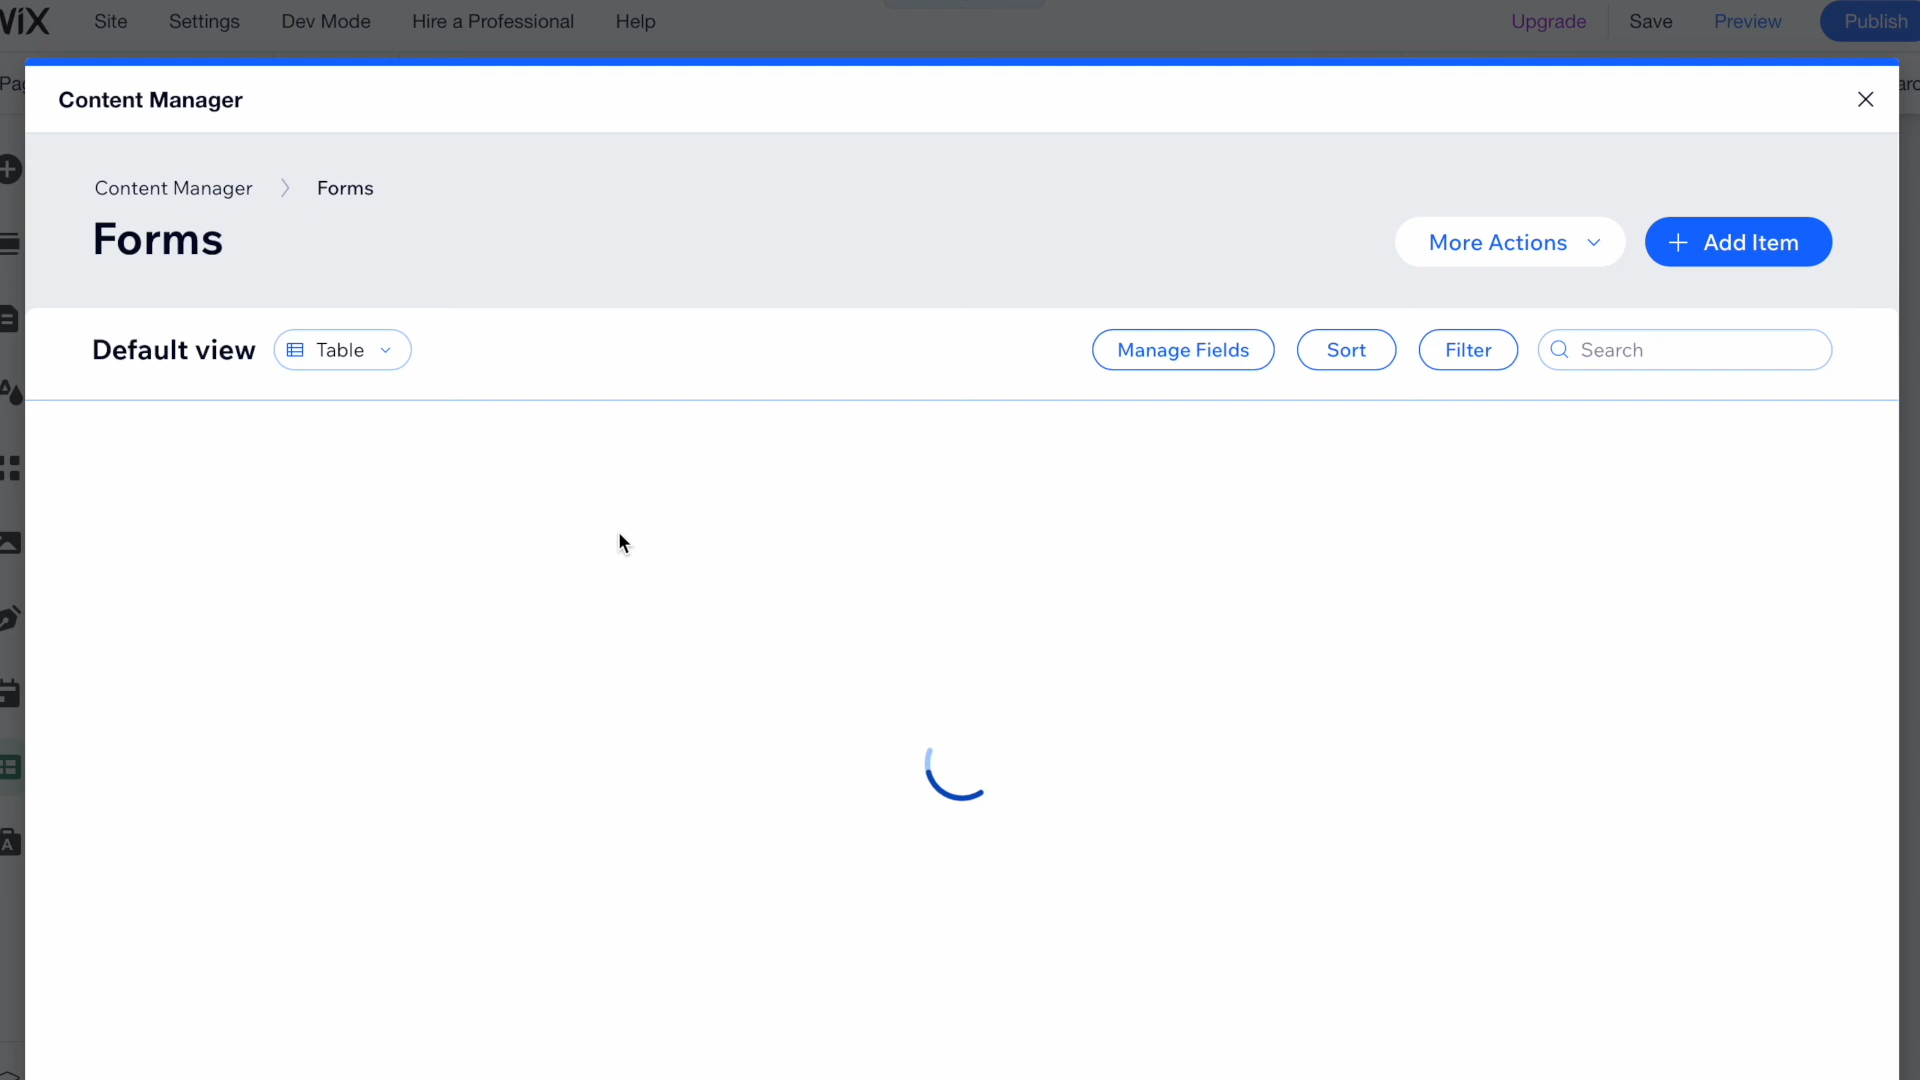 WiX Site Settings Dev Mode Hire a Professional Help Upgrade Save Preview Publish
Content Manager
Content Manager Forms
Forms
More Actions + Add Item
Default view Table Manage Fields Sort Filter Search
A